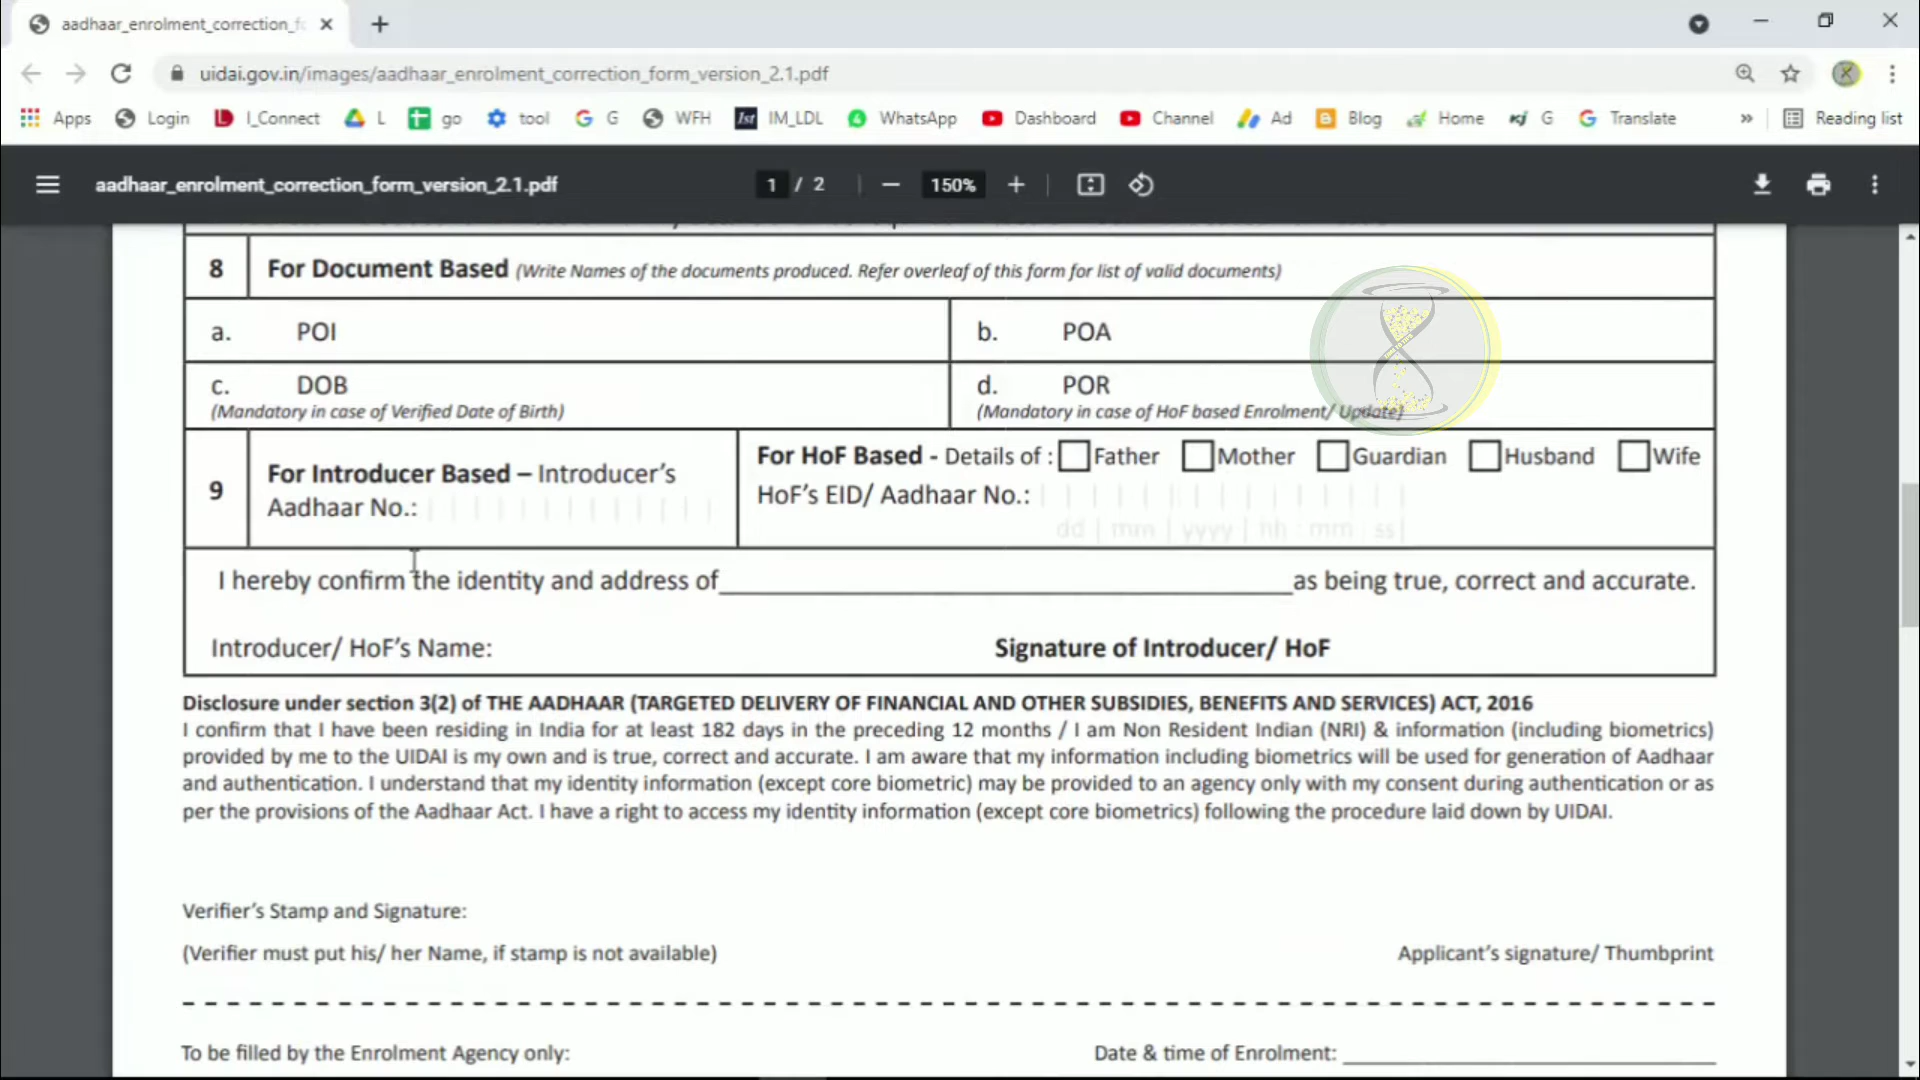 aadhaar_enrolment_correction_f
uidai.gov.in/images/aadhaar_enrolment_correction_form_version_2.1.pdf
Apps Login I_Connect L go tool G G WFH 1st IM_LDL WhatsApp Dashboard Channel Ad Blog Home G Translate » Reading list
aadhaar_enrolment_correction_form_version_2.1.pdf 1 / 2 150%
8 For Document Based (Write Names of the documents produced. Refer overleaf of this form for list of valid documents)
a. POI b. POA
c. DOB d. POR
(Mandatory in case of Verified Date of Birth) (Mandatory in case of HoF based Enrolment/ Update)
For HoF Based - Details of : Father Mother Guardian Husband Wife
9 For Introducer Based – Introducer's
HoF's EID/ Aadhaar No.:
Aadhaar No.:
dd | mm | yyyy | hh : mm : ss|
I hereby confirm the identity and address of as being true, correct and accurate.
Introducer/ HoF's Name: Signature of Introducer/ HoF
Disclosure under section 3(2) of THE AADHAAR (TARGETED DELIVERY OF FINANCIAL AND OTHER SUBSIDIES, BENEFITS AND SERVICES) ACT, 2016
I confirm that I have been residing in India for at least 182 days in the preceding 12 months / I am Non Resident Indian (NRI) & information (including biometrics)
provided by me to the UIDAI is my own and is true, correct and accurate. I am aware that my information including biometrics will be used for generation of Aadhaar
and authentication. I understand that my identity information (except core biometric) may be provided to an agency only with my consent during authentication or as
per the provisions of the Aadhaar Act. I have a right to access my identity information (except core biometrics) following the procedure laid down by UIDAI.
Verifier's Stamp and Signature:
(Verifier must put his/ her Name, if stamp is not available) Applicant's signature/ Thumbprint
To be filled by the Enrolment Agency only: Date & time of Enrolment: